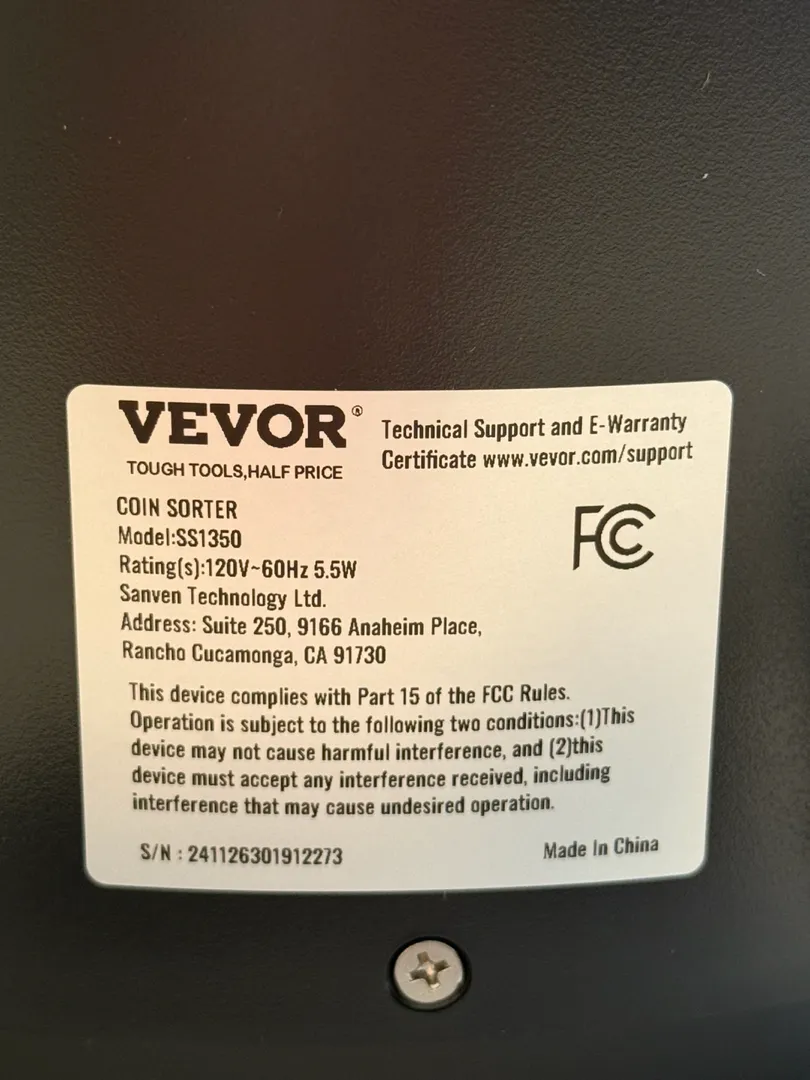 VEVOR®
TOUGH TOOLS,HALF PRICE
Technical Support and E-Warranty
Certificate www.vevor.com/support
COIN SORTER
Model:SS1350
Rating(s):120V~60Hz 5.5W
Sanven Technology Ltd.
Address: Suite 250, 9166 Anaheim Place,
Rancho Cucamonga, CA 91730
FC
This device complies with Part 15 of the FCC Rules.
Operation is subject to the following two conditions:(1)This
device may not cause harmful interference, and (2)this
device must accept any interference received, including
interference that may cause undesired operation.
S/N : 241126301912273
Made In China